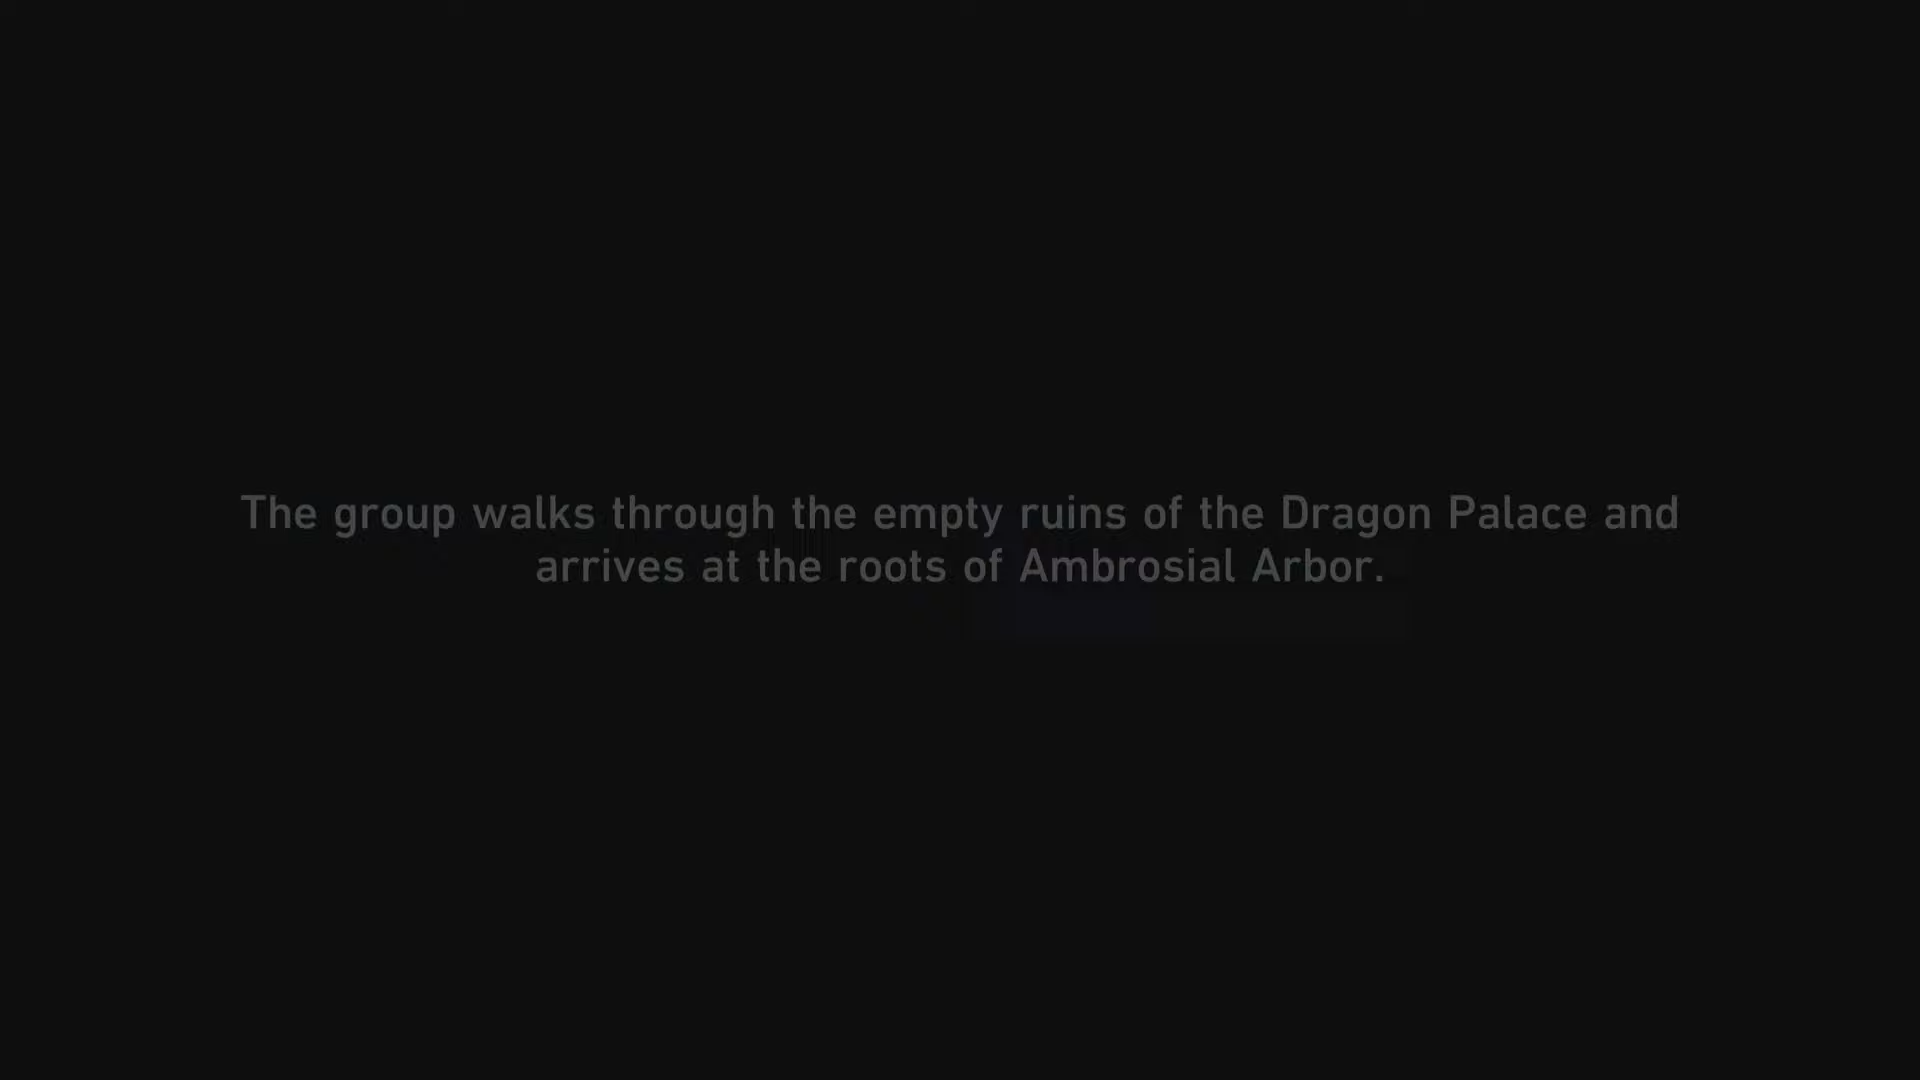 The group walks through the empty ruins of the Dragon Palace and
arrives at the roots of Ambrosial Arbor.